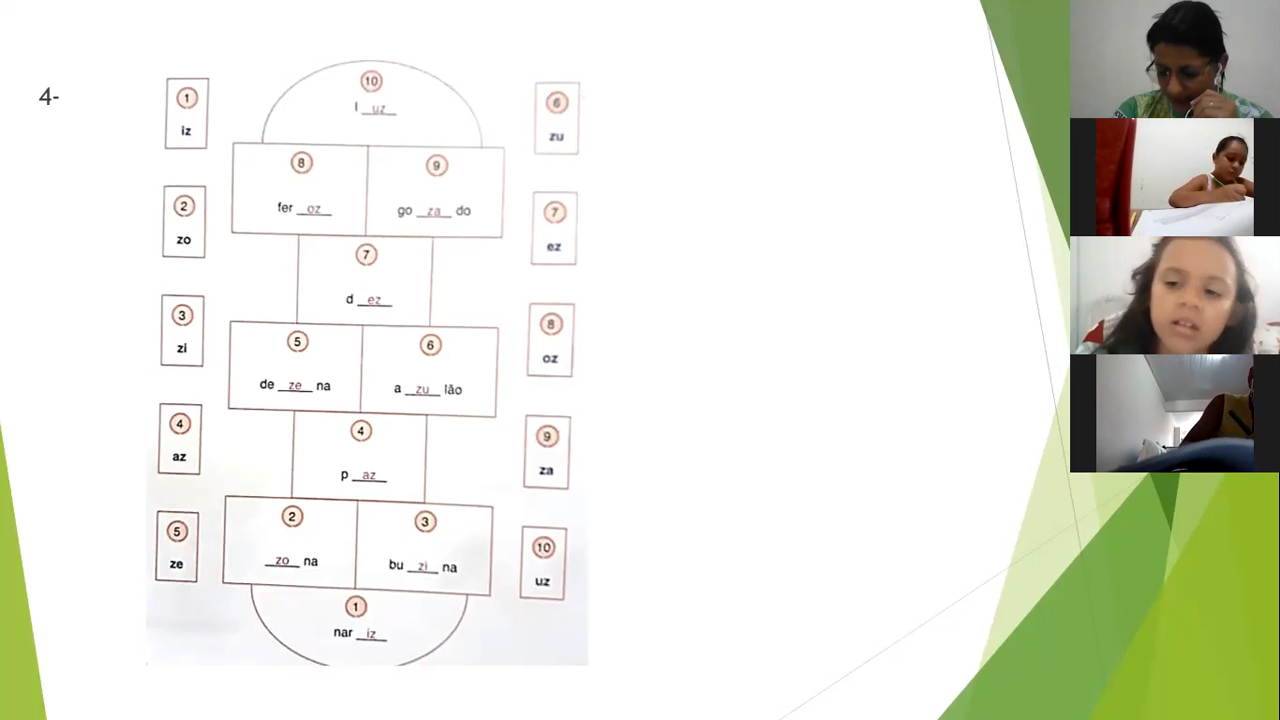 4-
1
iz
2
zo
3
zi
4
az
5
ze
10
l uz
8
fer oz
9
go za do
7
d ez
5
de ze na
6
a zu lão
4
p az
2
zo na
3
bu zi na
1
nar iz
6
zu
7
ez
8
oz
9
za
10
uz